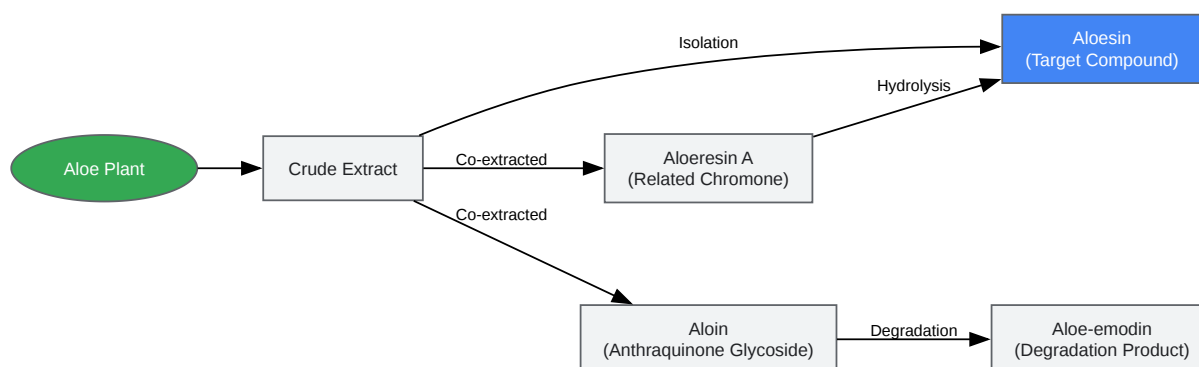 Isolation
Aloesin
(Target Compound)
Hydrolysis
Aloe Plant
Crude Extract
Co-extracted
Aloeresin A
(Related Chromone)
Co-extracted
Aloin
(Anthraquinone Glycoside)
Degradation
Aloe-emodin
(Degradation Product)